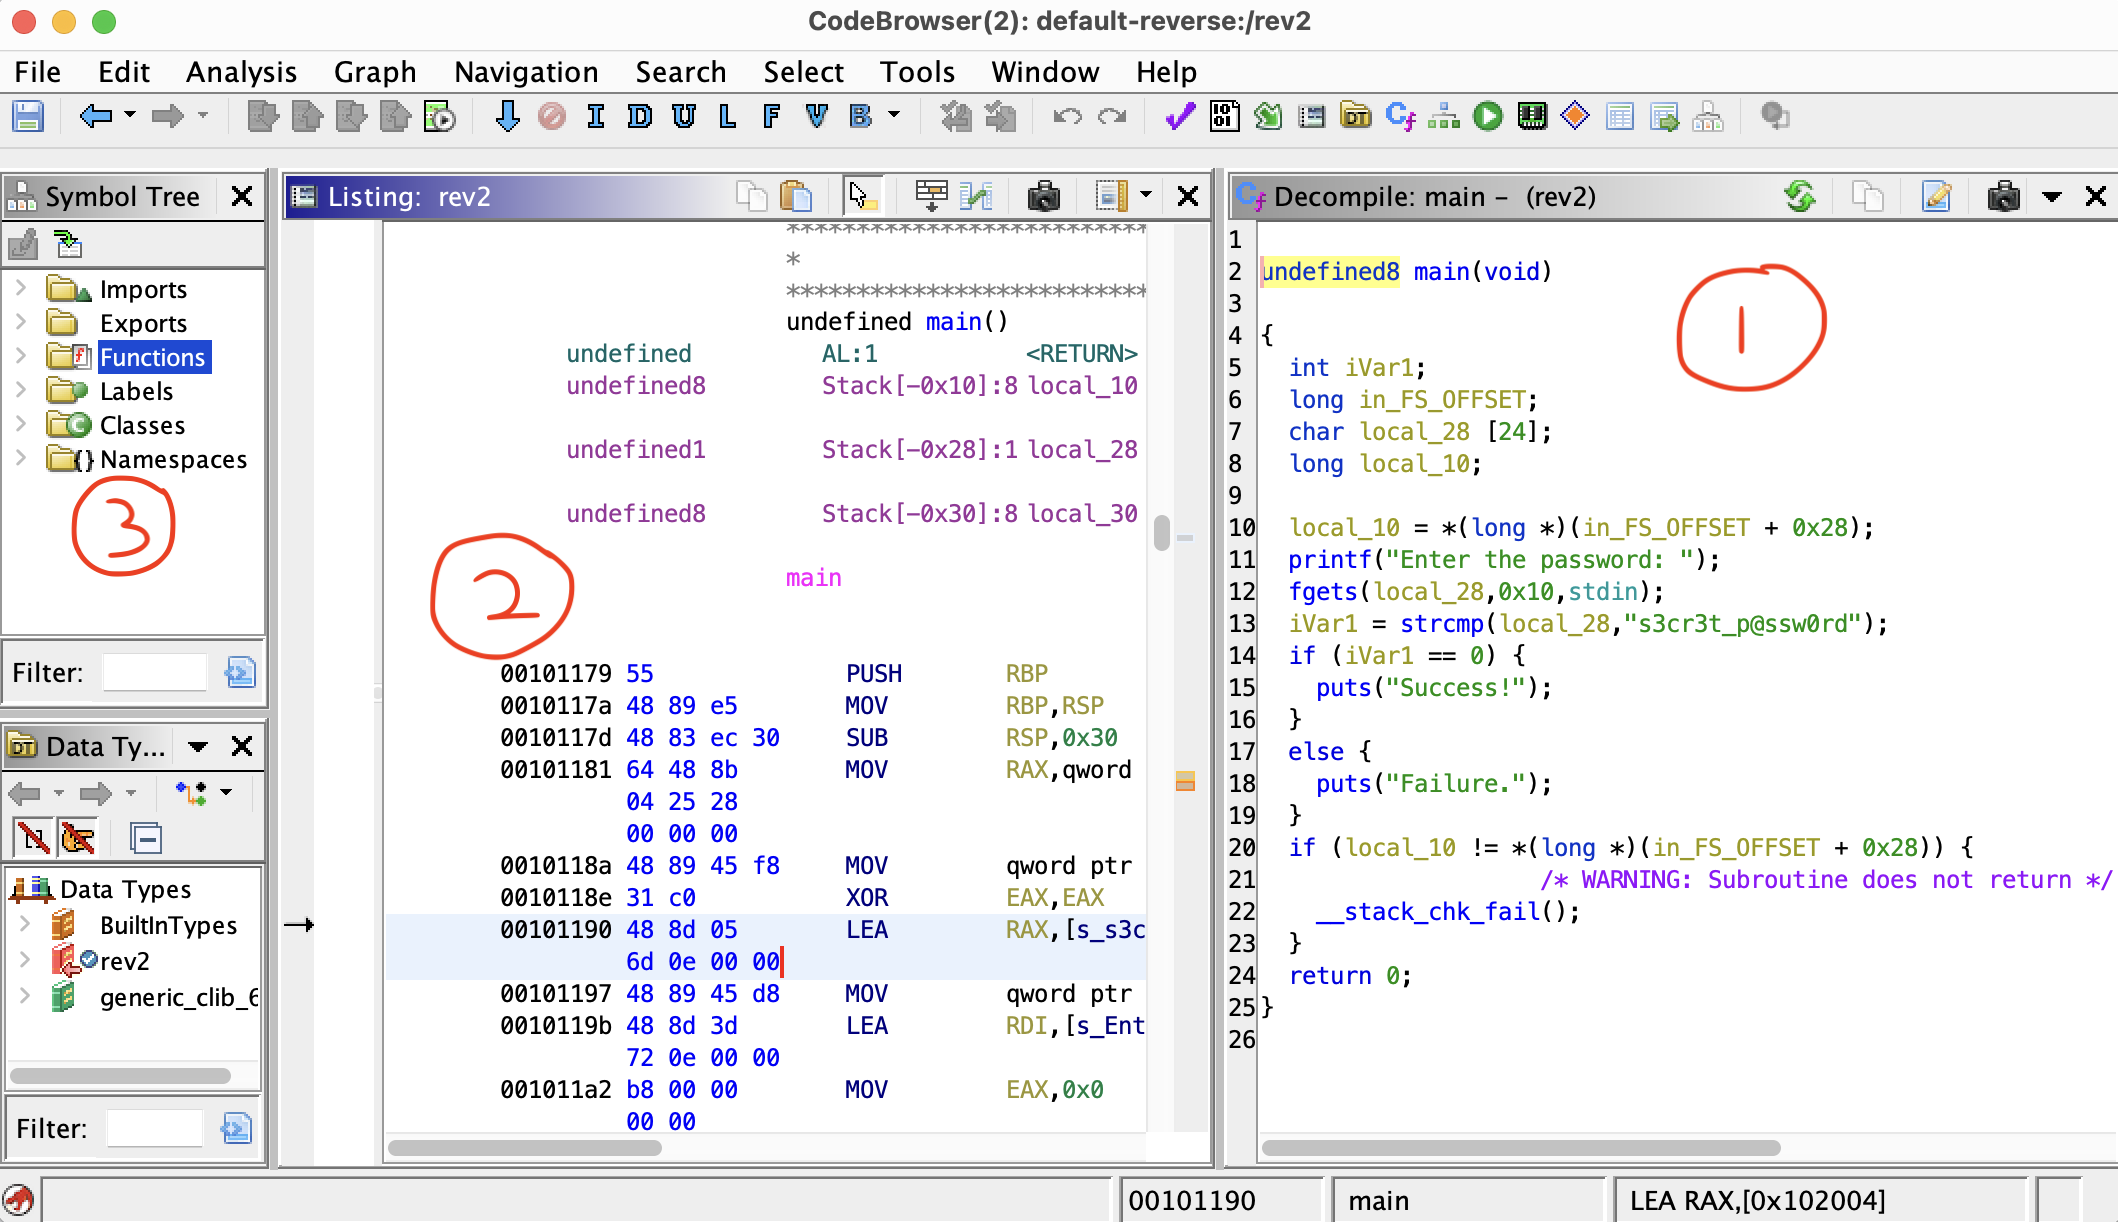 CodeBrowser(2): default-reverse:/rev2
File Edit Analysis Graph Navigation Search Select Tools Window Help
I D U L F V B
Symbol Tree
Imports
Exports
Functions
Labels
Classes
Namespaces
3
Filter:
Data Ty...
Data Types
BuiltInTypes
rev2
generic_clib_6
Filter:
Listing: rev2
*
undefined main()
undefined AL:1 <RETURN>
undefined8 Stack[-0x10]:8 local_10
undefined1 Stack[-0x28]:1 local_28
undefined8 Stack[-0x30]:8 local_30
2
main
00101179 55 PUSH RBP
0010117a 48 89 e5 MOV RBP,RSP
0010117d 48 83 ec 30 SUB RSP,0x30
00101181 64 48 8b MOV RAX,qword
04 25 28
00 00 00
0010118a 48 89 45 f8 MOV qword ptr
0010118e 31 c0 XOR EAX,EAX
00101190 48 8d 05 LEA RAX,[s_s3c
6d 0e 00 00
00101197 48 89 45 d8 MOV qword ptr
0010119b 48 8d 3d LEA RDI,[s_Ent
72 0e 00 00
001011a2 b8 00 00 MOV EAX,0x0
00 00
Decompile: main - (rev2)
1
1
2 undefined8 main(void)
3
4 {
5 int iVar1;
6 long in_FS_OFFSET;
7 char local_28 [24];
8 long local_10;
9
10 local_10 = *(long *)(in_FS_OFFSET + 0x28);
11 printf("Enter the password: ");
12 fgets(local_28,0x10,stdin);
13 iVar1 = strcmp(local_28,"s3cr3t_p@ssw0rd");
14 if (iVar1 == 0) {
15 puts("Success!");
16 }
17 else {
18 puts("Failure.");
19 }
20 if (local_10 != *(long *)(in_FS_OFFSET + 0x28)) {
21 /* WARNING: Subroutine does not return */
22 __stack_chk_fail();
23 }
24 return 0;
25 }
26
00101190 main LEA RAX,[0x102004]